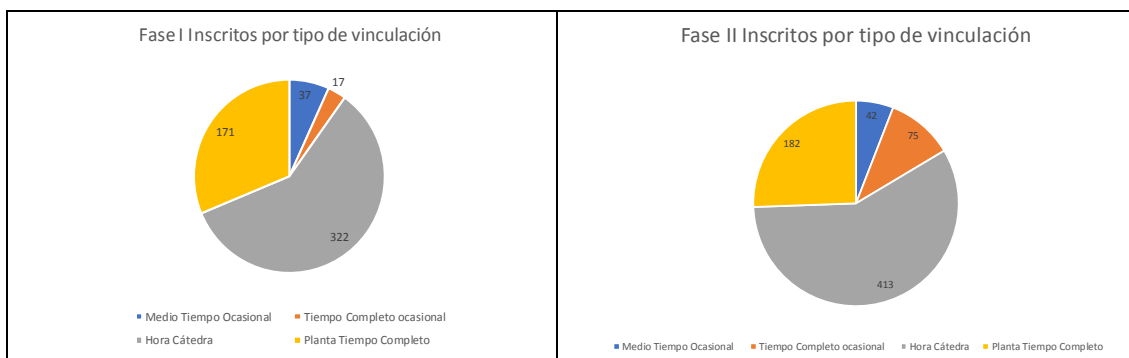 Fase I Inscritos por tipo de vinculación
37
17
171
322
Medio Tiempo Ocasional
Tiempo Completo ocasional
Hora Cátedra
Planta Tiempo Completo
Fase II Inscritos por tipo de vinculación
42
75
182
413
Medio Tiempo Ocasional
Tiempo Completo ocasional
Hora Cátedra
Planta Tiempo Completo